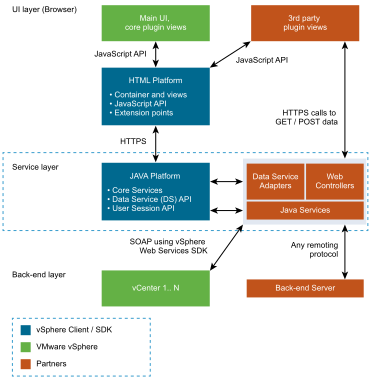 UI layer (Browser)
Main UI,
core plugin views
3rd party
plugin views
JavaScript API
JavaScript API
HTML Platform
• Container and views
• JavaScript API
• Extension points
HTTPS calls to
GET / POST data
HTTPS
Service layer
JAVA Platform
• Core Services
• Data Service (DS) API
• User Session API
Data Service
Adapters
Web
Controllers
Java Services
SOAP using vSphere
Web Services SDK
Any remoting
protocol
Back-end layer
vCenter 1.. N
Back-end Server
vSphere Client / SDK
VMware vSphere
Partners